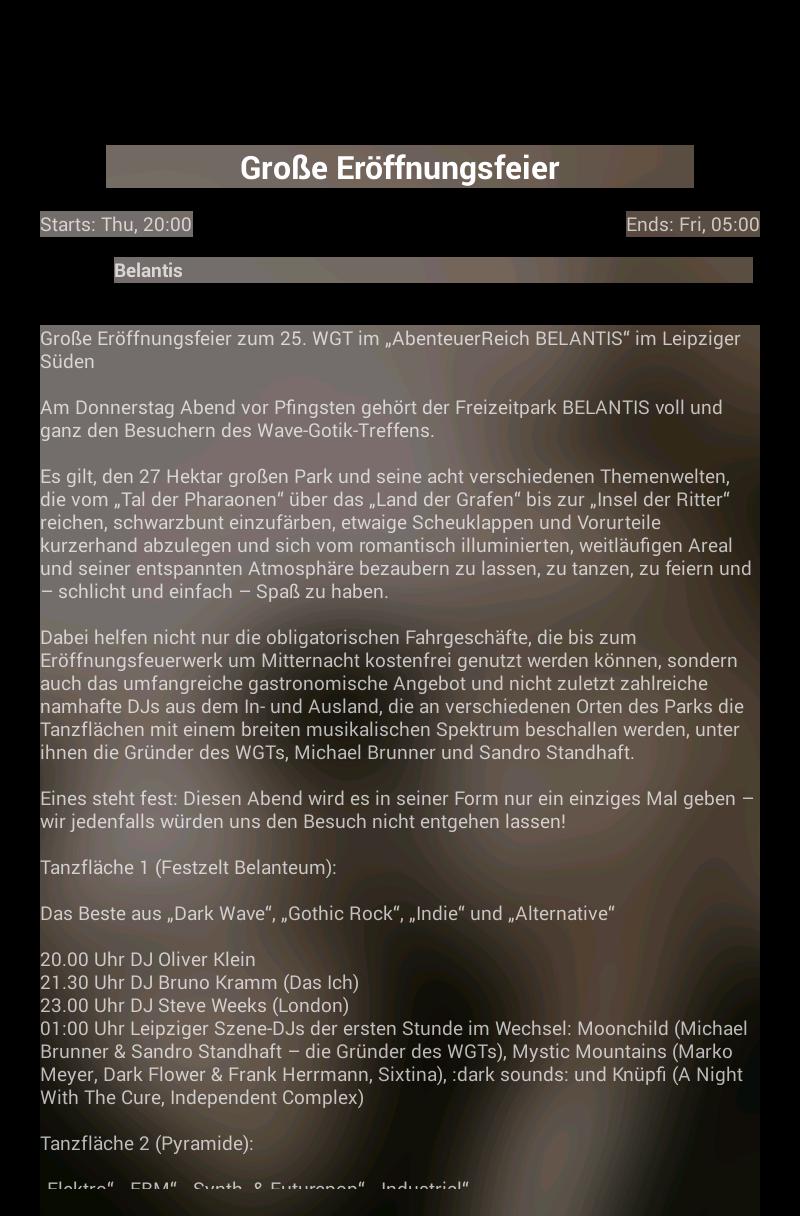 Große Eröffnungsfeier
Starts: Thu, 20:00
Ends: Fri, 05:00
Belantis
Große Eröffnungsfeier zum 25. WGT im „AbenteuerReich BELANTIS“ im Leipziger
Süden
Am Donnerstag Abend vor Pfingsten gehört der Freizeitpark BELANTIS voll und
ganz den Besuchern des Wave-Gotik-Treffens.
Es gilt, den 27 Hektar großen Park und seine acht verschiedenen Themenwelten,
die vom „Tal der Pharaonen“ über das „Land der Grafen“ bis zur „Insel der Ritter“
reichen, schwarzbunt einzufärben, etwaige Scheuklappen und Vorurteile
kurzerhand abzulegen und sich vom romantisch illuminierten, weitläufigen Areal
und seiner entspannten Atmosphäre bezaubern zu lassen, zu tanzen, zu feiern und
– schlicht und einfach – Spaß zu haben.
Dabei helfen nicht nur die obligatorischen Fahrgeschäfte, die bis zum
Eröffnungsfeuerwerk um Mitternacht kostenfrei genutzt werden können, sondern
auch das umfangreiche gastronomische Angebot und nicht zuletzt zahlreiche
namhafte DJs aus dem In- und Ausland, die an verschiedenen Orten des Parks die
Tanzflächen mit einem breiten musikalischen Spektrum beschallen werden, unter
ihnen die Gründer des WGTs, Michael Brunner und Sandro Standhaft.
Eines steht fest: Diesen Abend wird es in seiner Form nur ein einziges Mal geben –
wir jedenfalls würden uns den Besuch nicht entgehen lassen!
Tanzfläche 1 (Festzelt Belanteum):
Das Beste aus „Dark Wave“, „Gothic Rock“, „Indie“ und „Alternative“
20.00 Uhr DJ Oliver Klein
21.30 Uhr DJ Bruno Kramm (Das Ich)
23.00 Uhr DJ Steve Weeks (London)
01:00 Uhr Leipziger Szene-DJs der ersten Stunde im Wechsel: Moonchild (Michael
Brunner & Sandro Standhaft – die Gründer des WGTs), Mystic Mountains (Marko
Meyer, Dark Flower & Frank Herrmann, Sixtina), :dark sounds: und Knüpfi (A Night
With The Cure, Independent Complex)
Tanzfläche 2 (Pyramide):
„Elektro“, „EBM“, „Synth- & Futurepop“, „Industrial“